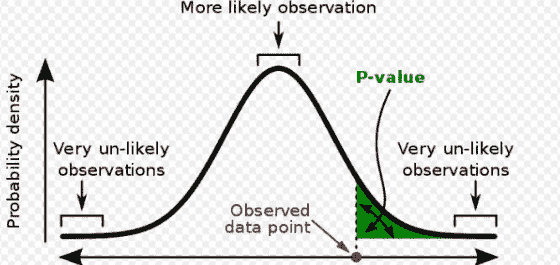 More likely observation
P-value
Probability density
Very un-likely
observations
Very un-likely
observations
Observed
data point